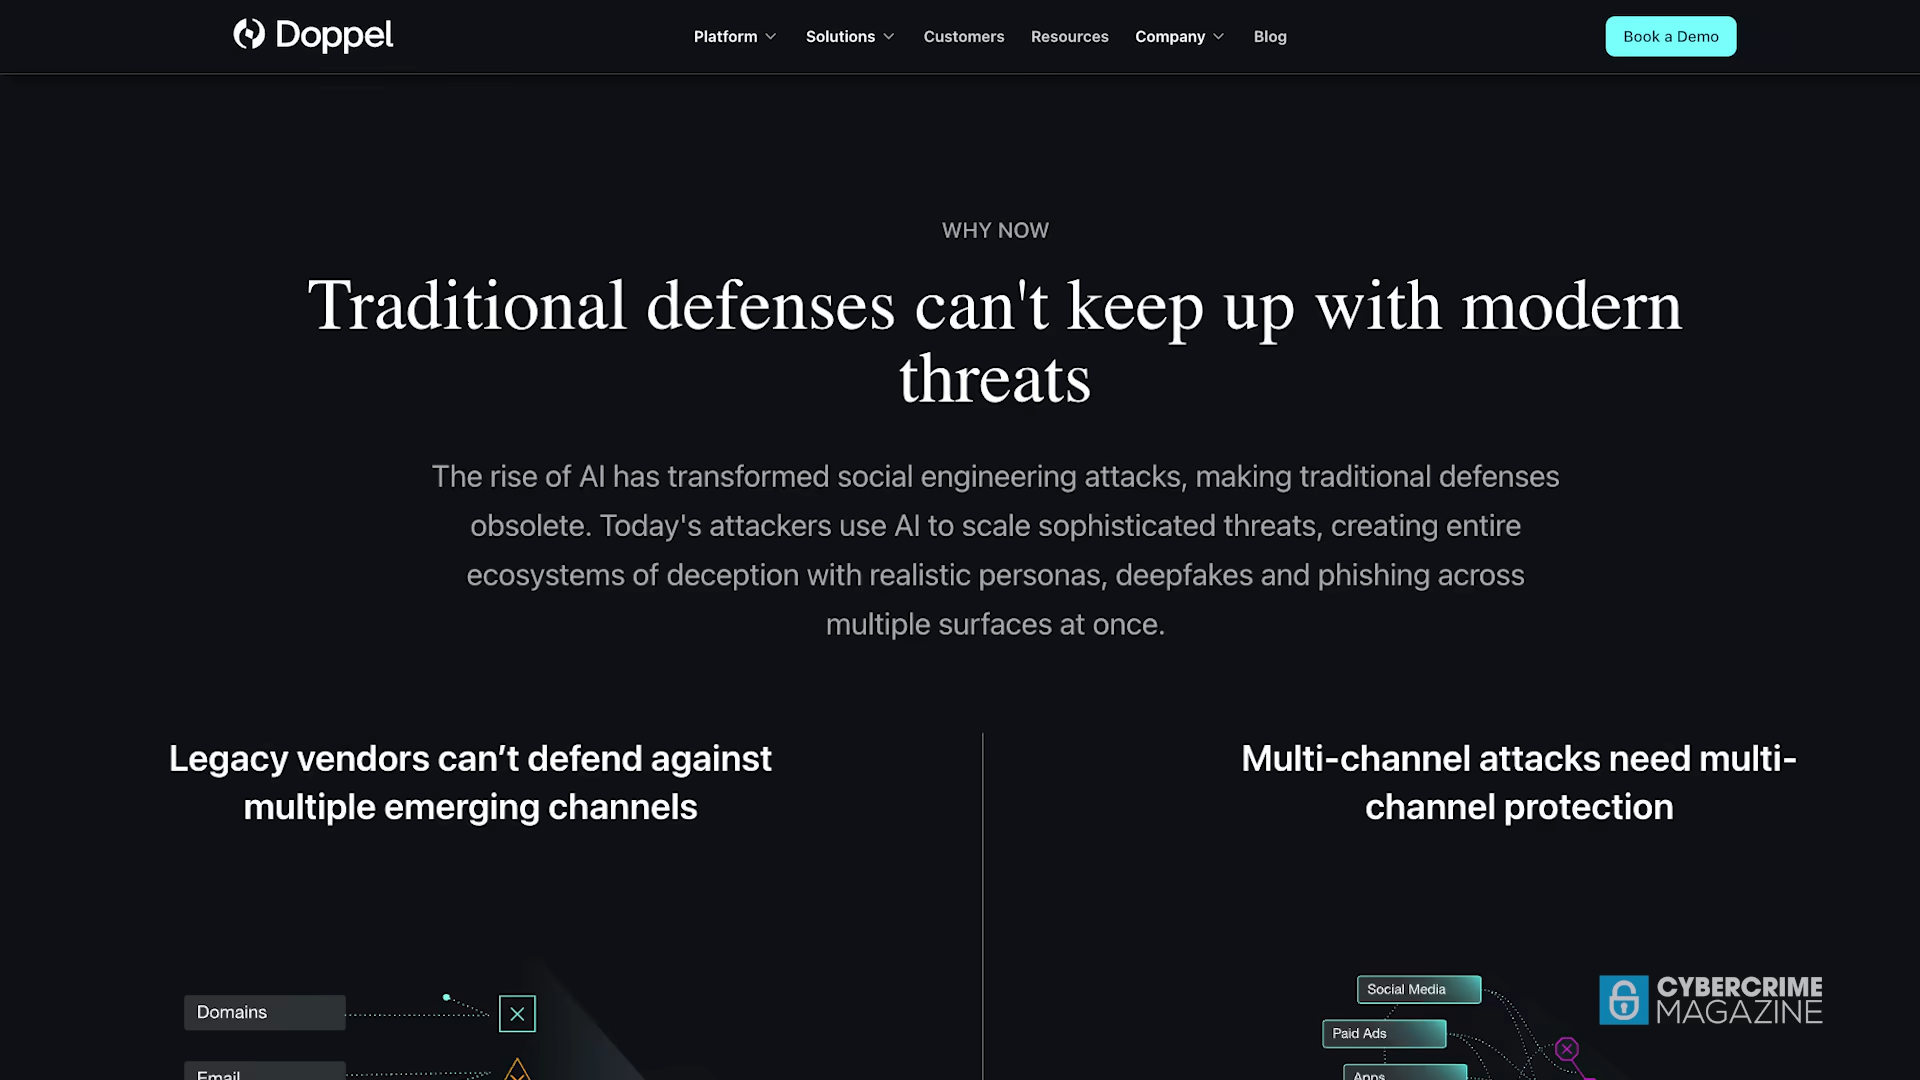 Doppel
Platform
Solutions
Customers
Resources
Company
Blog
Book a Demo
WHY NOW
Traditional defenses can't keep up with modern
threats
The rise of AI has transformed social engineering attacks, making traditional defenses
obsolete. Today's attackers use AI to scale sophisticated threats, creating entire
ecosystems of deception with realistic personas, deepfakes and phishing across
multiple surfaces at once.
Legacy vendors can’t defend against
multiple emerging channels
Multi-channel attacks need multi-
channel protection
Domains
Email
Social Media
Paid Ads
Apps
CYBERCRIME
MAGAZINE